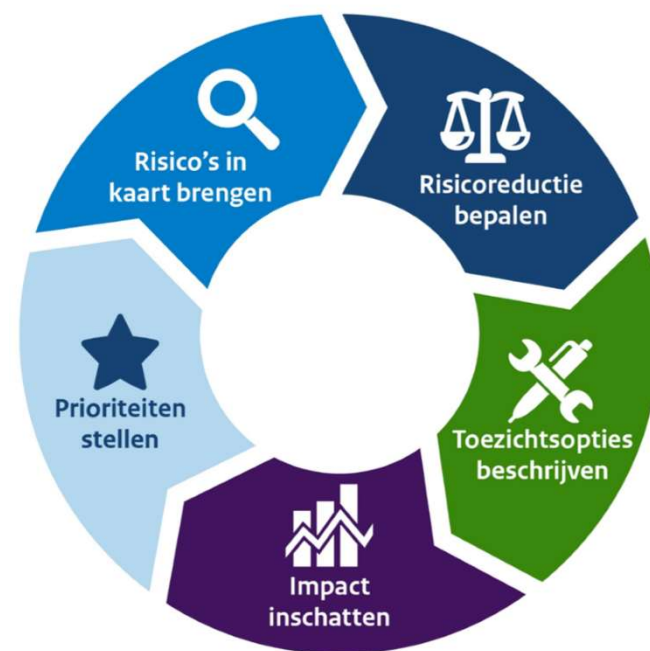 Risico's in
kaart brengen
Risicoreductie
bepalen
Toezichtsopties
beschrijven
Impact
inschatten
Prioriteiten
stellen